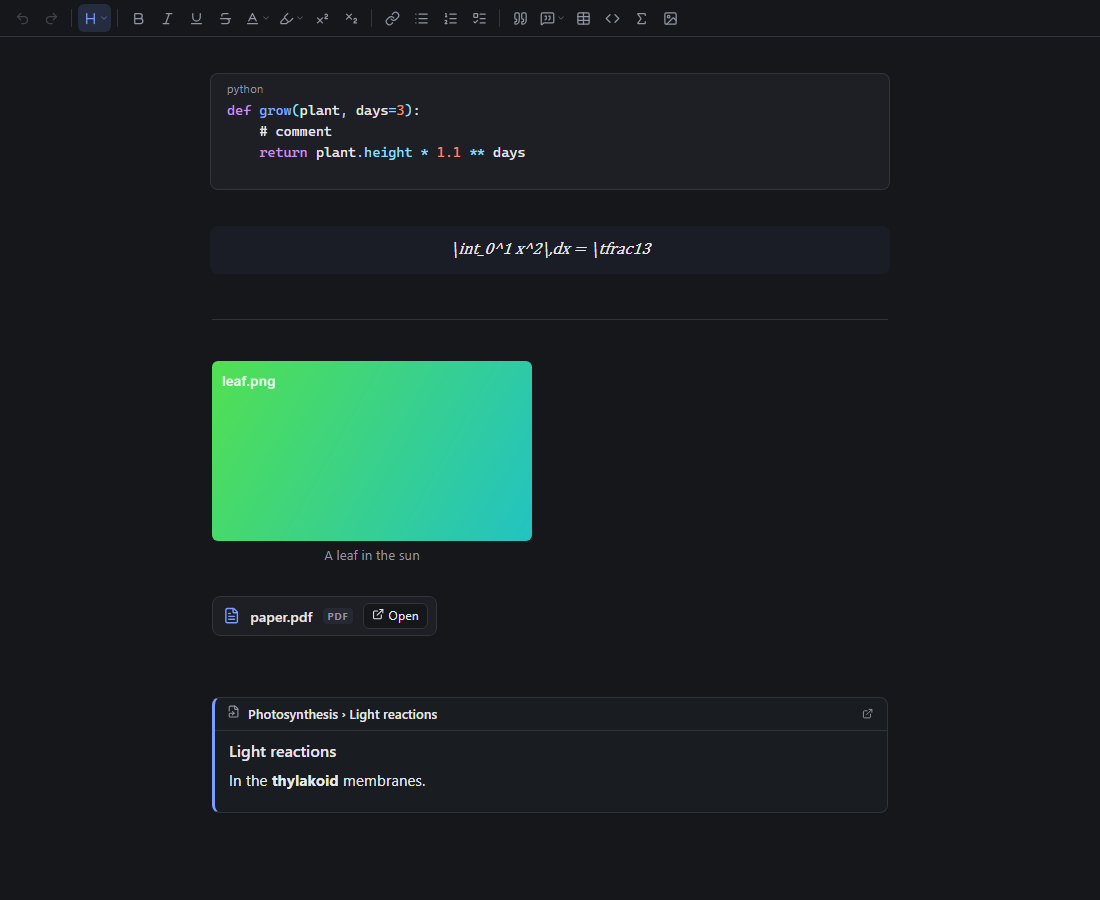 H B I U S A x² x₂
python
def grow(plant, days=3):
    # comment
    return plant.height * 1.1 ** days
\int_0^1 x^2\,dx = \tfrac13
leaf.png
A leaf in the sun
paper.pdf PDF Open
Photosynthesis › Light reactions
Light reactions
In the thylakoid membranes.